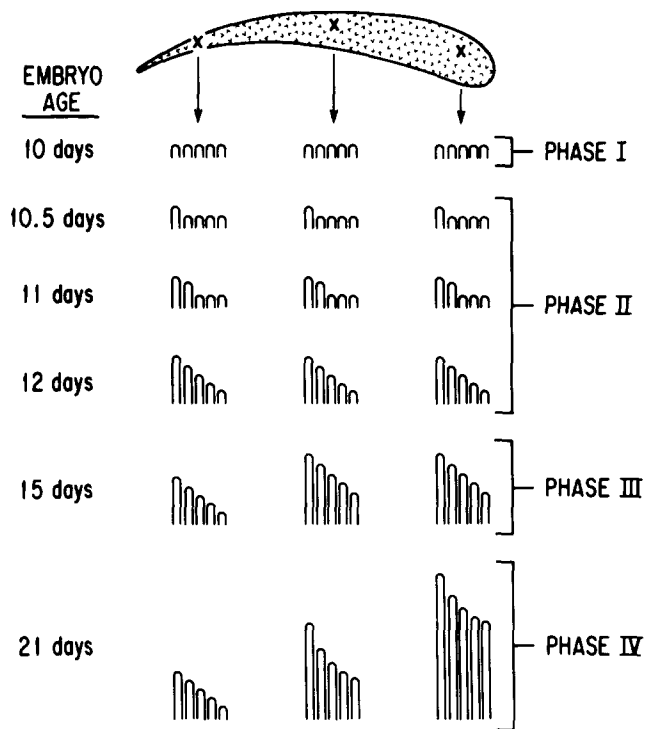 X X X
EMBRYO
AGE
10 days PHASE I
10.5 days
11 days PHASE II
12 days
15 days PHASE III
21 days PHASE IV